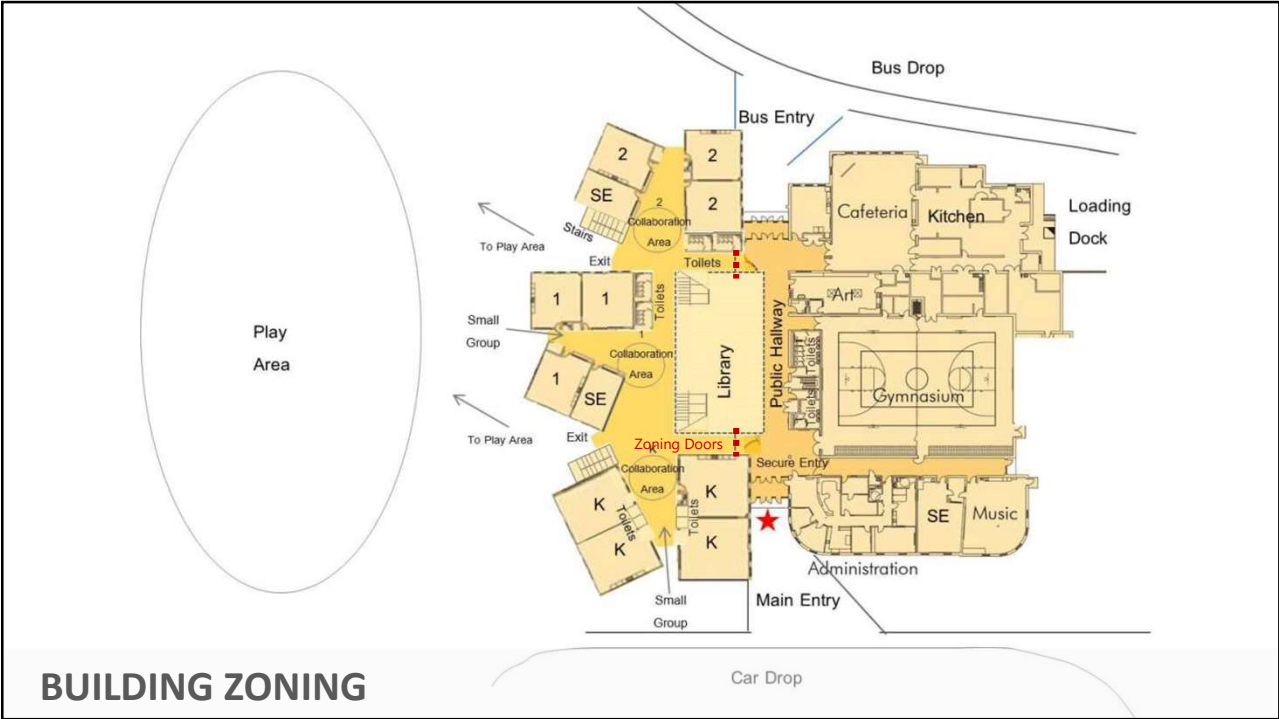 Bus Drop
Bus Entry
2
2
SE
2
2
Collaboration
Area
Stairs
To Play Area
Exit
Toilets
Cafeteria
Kitchen
Loading
Dock
Art
1
1
Toilets
Small
Group
1
Collaboration
Area
Library
Public Hallway
Toilets
Toilets
Gymnasium
Play
Area
1
SE
To Play Area
Exit
Zoning Doors
K
Collaboration
Area
Secure Entry
K
K
Toilets
K
Toilets
K
SE
Music
Administration
Small
Group
Main Entry
Car Drop
BUILDING ZONING